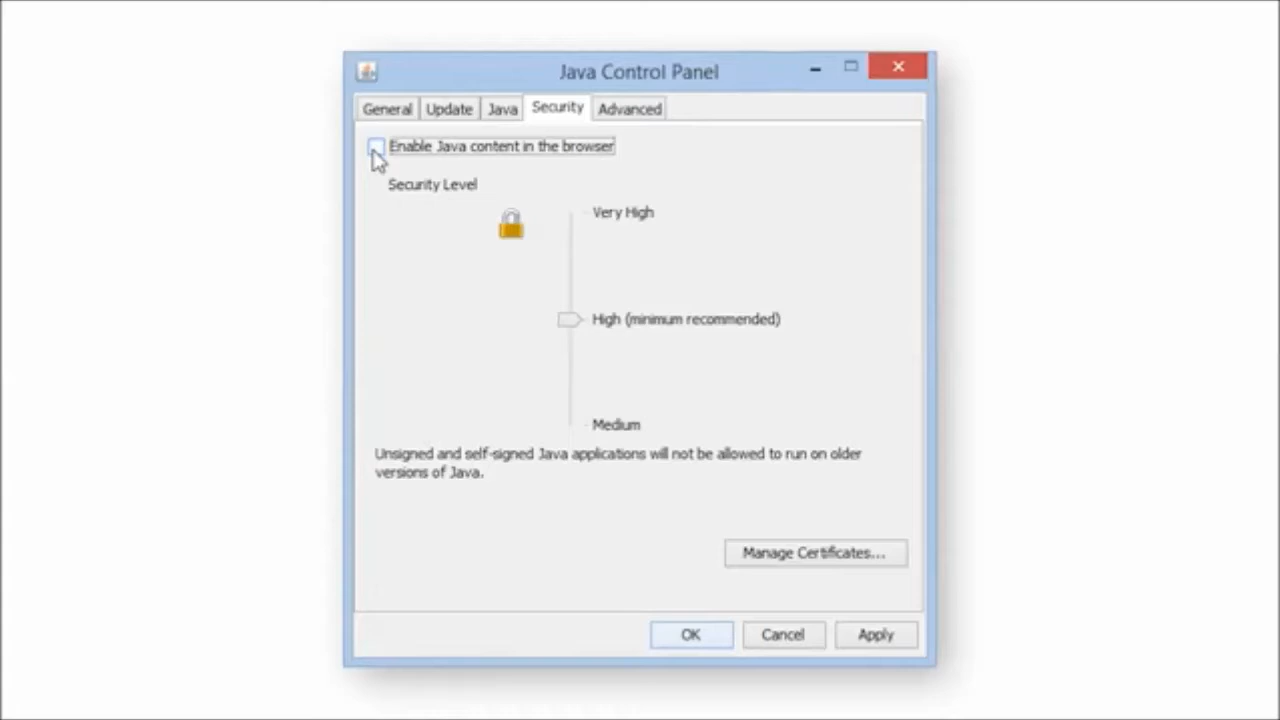 Java Control Panel
General Update Java Security Advanced
Enable Java content in the browser
Security Level
Very High
High (minimum recommended)
Medium
Unsigned and self-signed Java applications will not be allowed to run on older
versions of Java.
Manage Certificates...
OK Cancel Apply